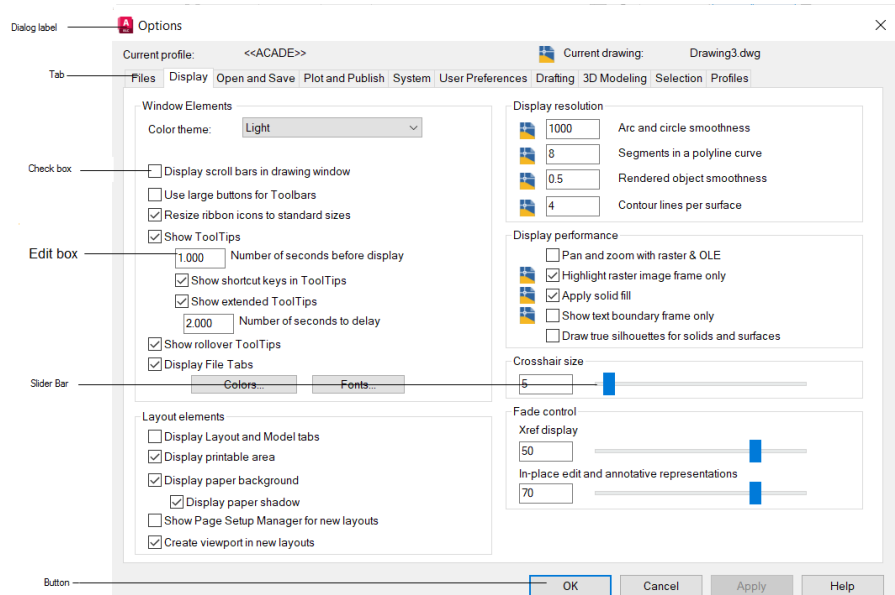 Dialog label
Options
Current profile: <<ACADE>> Current drawing: Drawing3.dwg
Tab
Files Display Open and Save Plot and Publish System User Preferences Drafting 3D Modeling Selection Profiles
Window Elements
Color theme: Light
Check box
Display scroll bars in drawing window
Use large buttons for Toolbars
Resize ribbon icons to standard sizes
Show ToolTips
Edit box
1.000 Number of seconds before display
Show shortcut keys in ToolTips
Show extended ToolTips
2.000 Number of seconds to delay
Show rollover ToolTips
Display File Tabs
Slider Bar
Colors... Fonts...
Layout elements
Display Layout and Model tabs
Display printable area
Display paper background
Display paper shadow
Show Page Setup Manager for new layouts
Create viewport in new layouts
Display resolution
1000 Arc and circle smoothness
8 Segments in a polyline curve
0.5 Rendered object smoothness
4 Contour lines per surface
Display performance
Pan and zoom with raster & OLE
Highlight raster image frame only
Apply solid fill
Show text boundary frame only
Draw true silhouettes for solids and surfaces
Crosshair size
5
Fade control
Xref display
50
In-place edit and annotative representations
70
Button
OK Cancel Apply Help